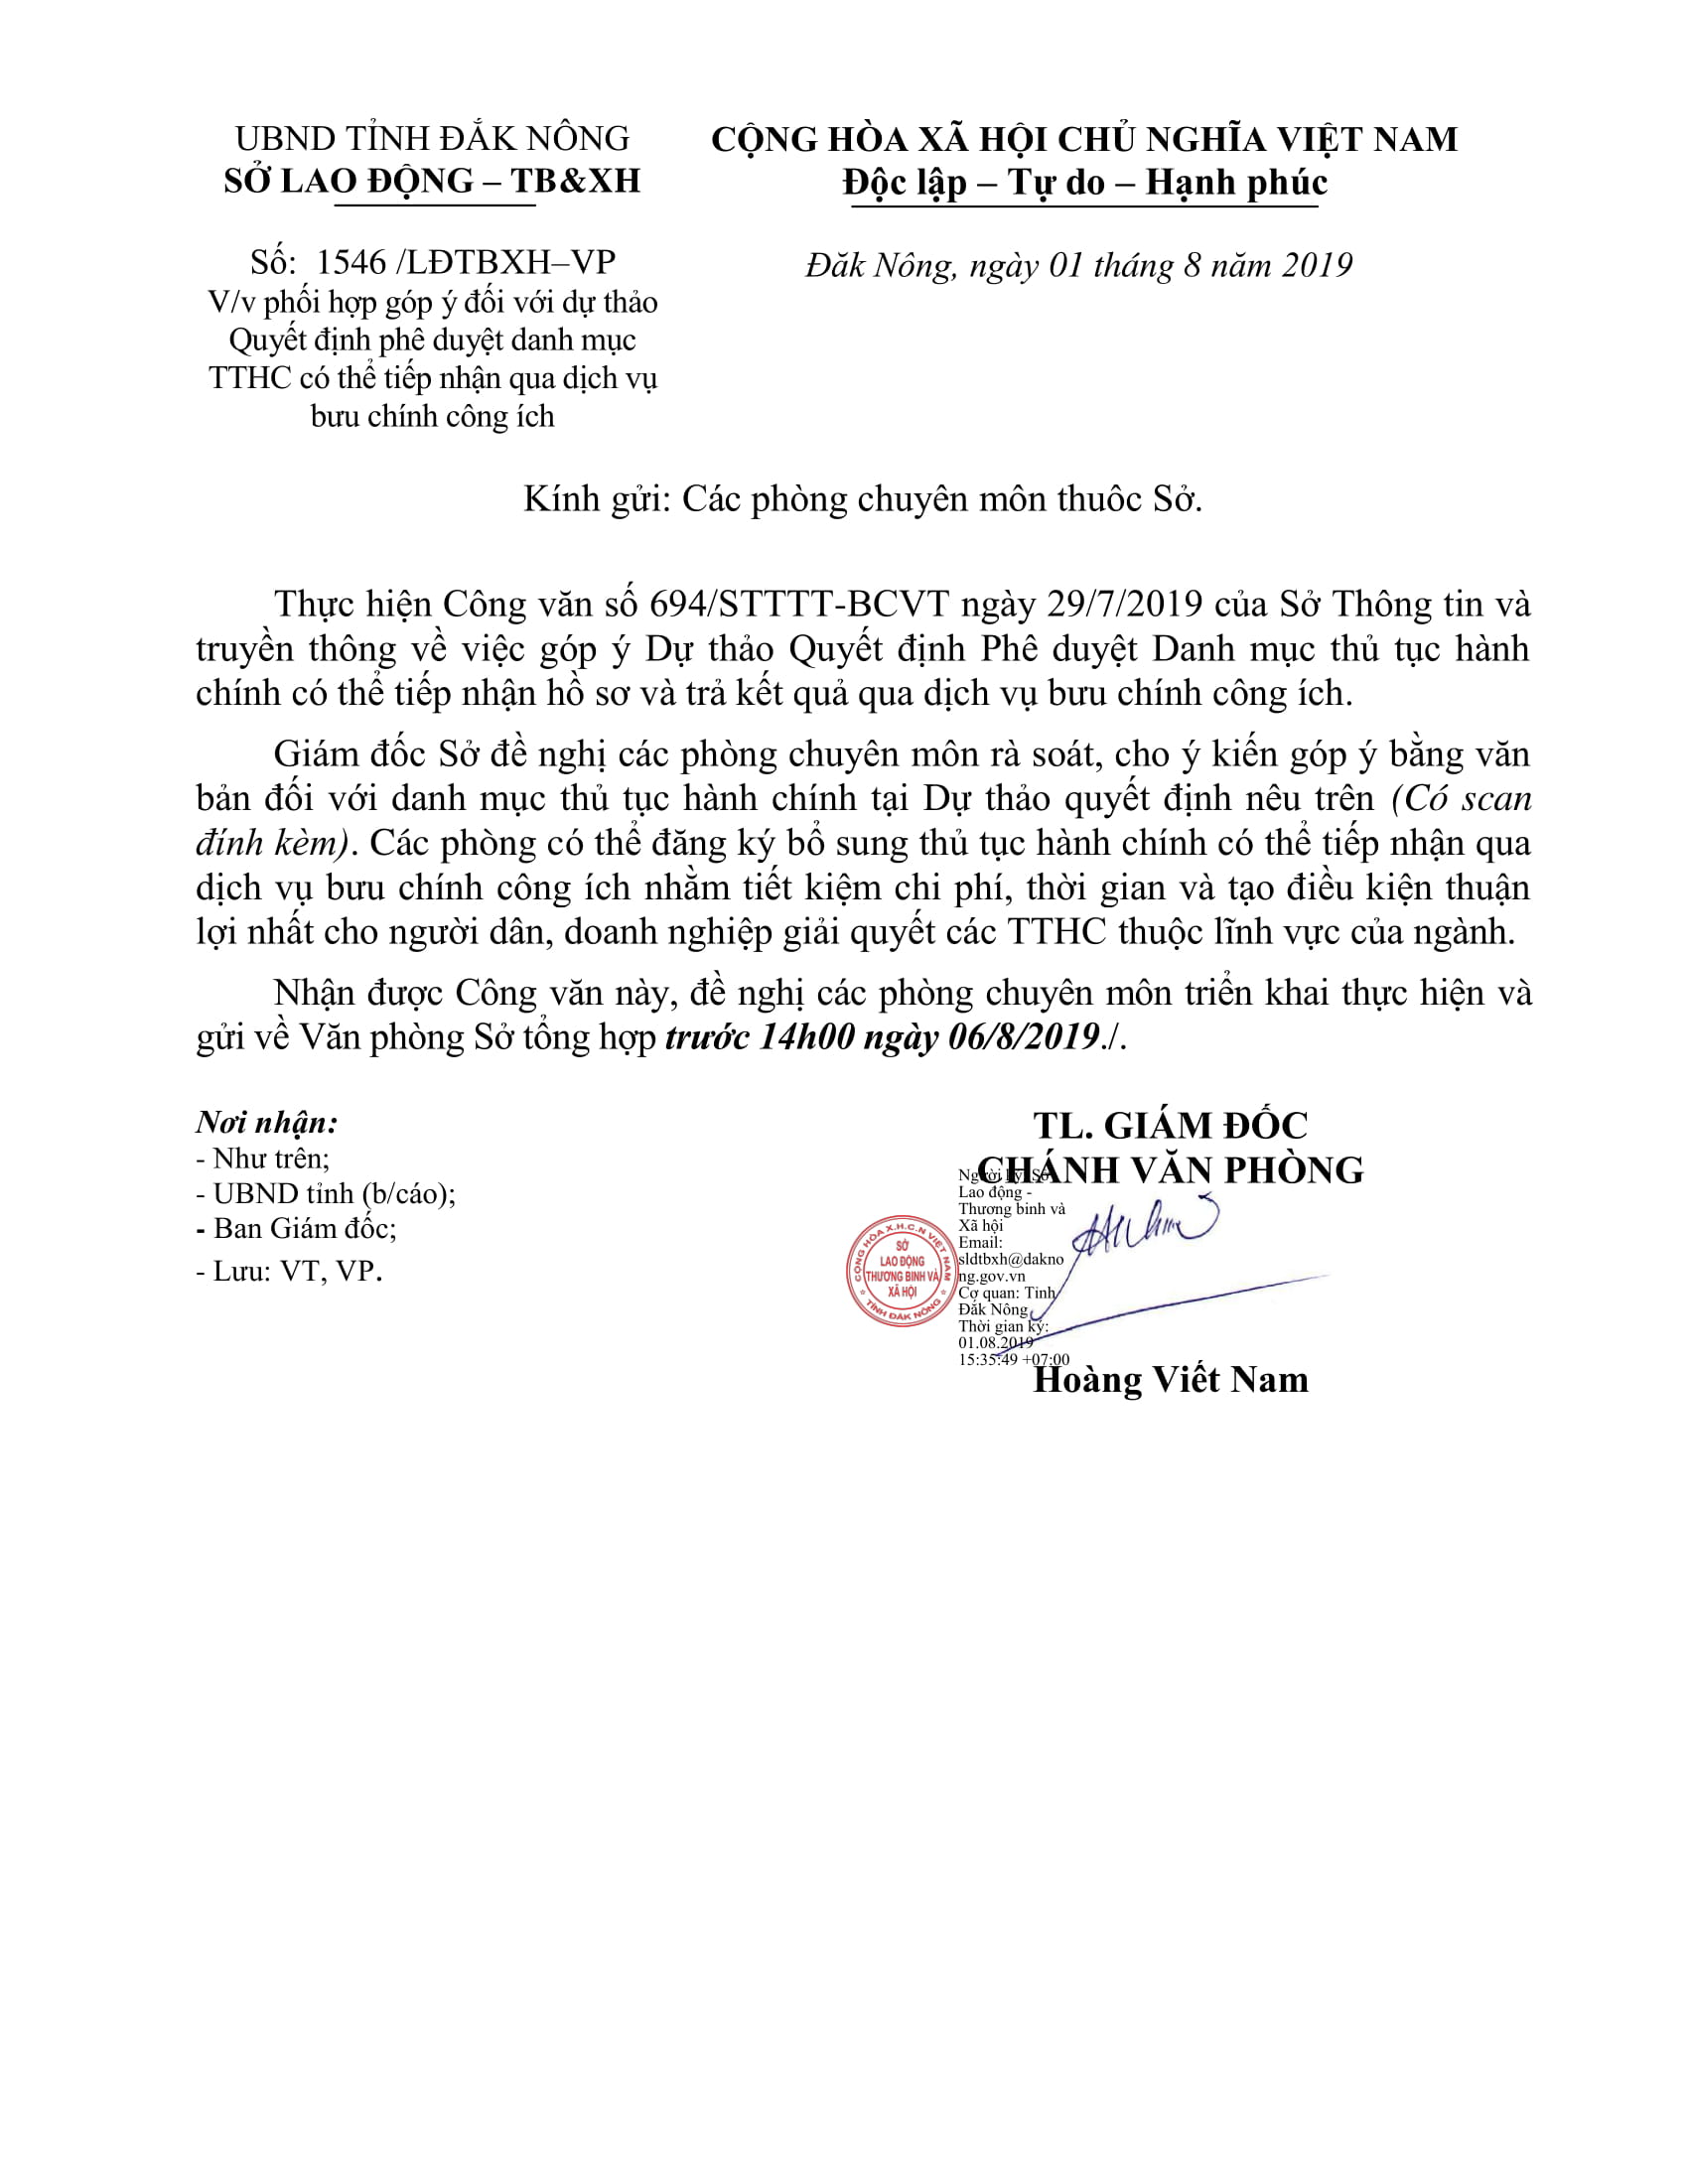 UBND TỈNH ĐẮK NÔNG
SỞ LAO ĐỘNG – TB&XH
CỘNG HÒA XÃ HỘI CHỦ NGHĨA VIỆT NAM
Độc lập – Tự do – Hạnh phúc
Số: 1546 /LĐTBXH–VP
V/v phối hợp góp ý đối với dự thảo
Quyết định phê duyệt danh mục
TTHC có thể tiếp nhận qua dịch vụ
bưu chính công ích
Đăk Nông, ngày 01 tháng 8 năm 2019
Kính gửi: Các phòng chuyên môn thuôc Sở.
Thực hiện Công văn số 694/STTTT-BCVT ngày 29/7/2019 của Sở Thông tin và
truyền thông về việc góp ý Dự thảo Quyết định Phê duyệt Danh mục thủ tục hành
chính có thể tiếp nhận hồ sơ và trả kết quả qua dịch vụ bưu chính công ích.
Giám đốc Sở đề nghị các phòng chuyên môn rà soát, cho ý kiến góp ý bằng văn
bản đối với danh mục thủ tục hành chính tại Dự thảo quyết định nêu trên (Có scan
đính kèm). Các phòng có thể đăng ký bổ sung thủ tục hành chính có thể tiếp nhận qua
dịch vụ bưu chính công ích nhằm tiết kiệm chi phí, thời gian và tạo điều kiện thuận
lợi nhất cho người dân, doanh nghiệp giải quyết các TTHC thuộc lĩnh vực của ngành.
Nhận được Công văn này, đề nghị các phòng chuyên môn triển khai thực hiện và
gửi về Văn phòng Sở tổng hợp trước 14h00 ngày 06/8/2019./.
Nơi nhận:
- Như trên;
- UBND tỉnh (b/cáo);
- Ban Giám đốc;
- Lưu: VT, VP.
TL. GIÁM ĐỐC
CHÁNH VĂN PHÒNG
Người ký: Sở
Lao động -
Thương binh và
Xã hội
Email:
sldtbxh@dakno
ng.gov.vn
Cơ quan: Tỉnh
Đắk Nông
Thời gian ký:
01.08.2019
15:35:49 +07:00
CỘNG HÒA X.H.C.N VIỆT NAM
SỞ
LAO ĐỘNG
THƯƠNG BINH VÀ
XÃ HỘI
TỈNH ĐĂK NÔNG
Hoàng Viết Nam